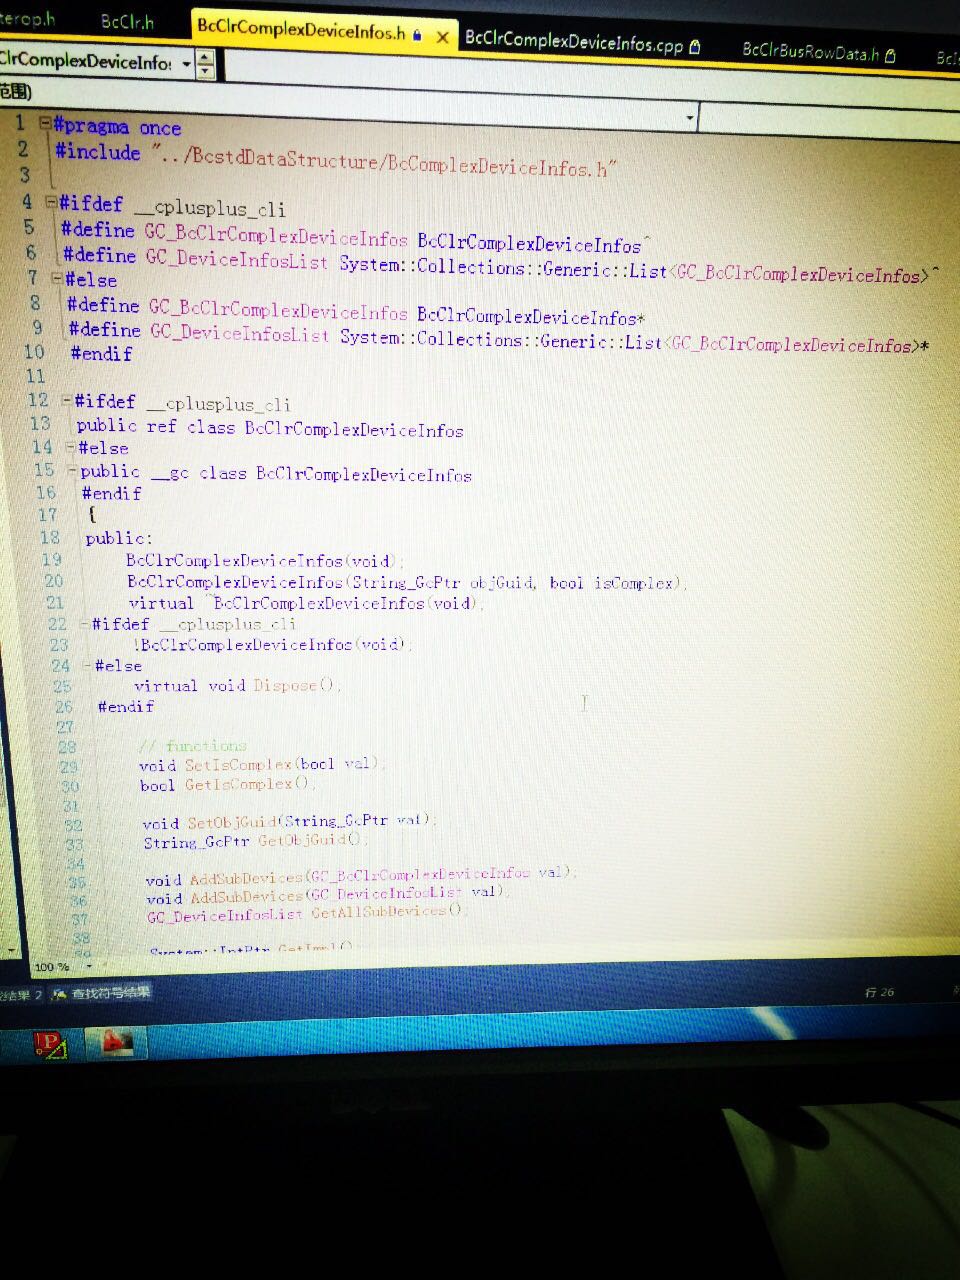 terop.h BcClr.h BcClrComplexDeviceInfos.h BcClrComplexDeviceInfos.cpp BcClrBusRowData.h
ClrComplexDeviceInfo:
范围)
1 #pragma once
2 #include "../BcstdDataStructure/BcComplexDeviceInfos.h"
3
4 #ifdef __cplusplus_cli
5 #define GC_BcClrComplexDeviceInfos BcClrComplexDeviceInfos^
6 #define GC_DeviceInfosList System::Collections::Generic::List<GC_BcClrComplexDeviceInfos>^
7 #else
8 #define GC_BcClrComplexDeviceInfos BcClrComplexDeviceInfos*
9 #define GC_DeviceInfosList System::Collections::Generic::List<GC_BcClrComplexDeviceInfos>*
10 #endif
11
12 #ifdef __cplusplus_cli
13 public ref class BcClrComplexDeviceInfos
14 #else
15 public __gc class BcClrComplexDeviceInfos
16 #endif
17 {
18 public:
19 BcClrComplexDeviceInfos(void);
20 BcClrComplexDeviceInfos(String_GcPtr objGuid, bool isComplex);
21 virtual ~BcClrComplexDeviceInfos(void);
22 #ifdef __cplusplus_cli
23 !BcClrComplexDeviceInfos(void);
24 #else
25 virtual void Dispose();
26 #endif
27
28 // functions
29 void SetIsComplex(bool val);
30 bool GetIsComplex();
31
32 void SetObjGuid(String_GcPtr val);
33 String_GcPtr GetObjGuid();
34
35 void AddSubDevices(GC_BcClrComplexDeviceInfos val);
36 void AddSubDevices(GC_DeviceInfosList val);
37 GC_DeviceInfosList GetAllSubDevices();
38
39 System::IntPtr GetImpl()
100 %
结果 2 查找符号结果 行 26